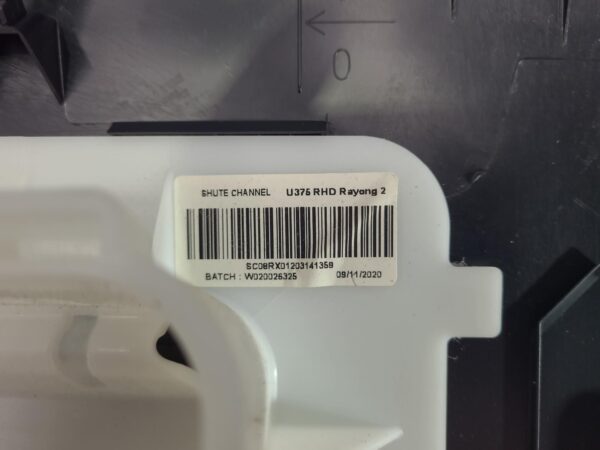 0
SHUTE CHANNEL U375 RHD Rayong 2
SC08RX01203141359
BATCH : W020026325 09/11/2020